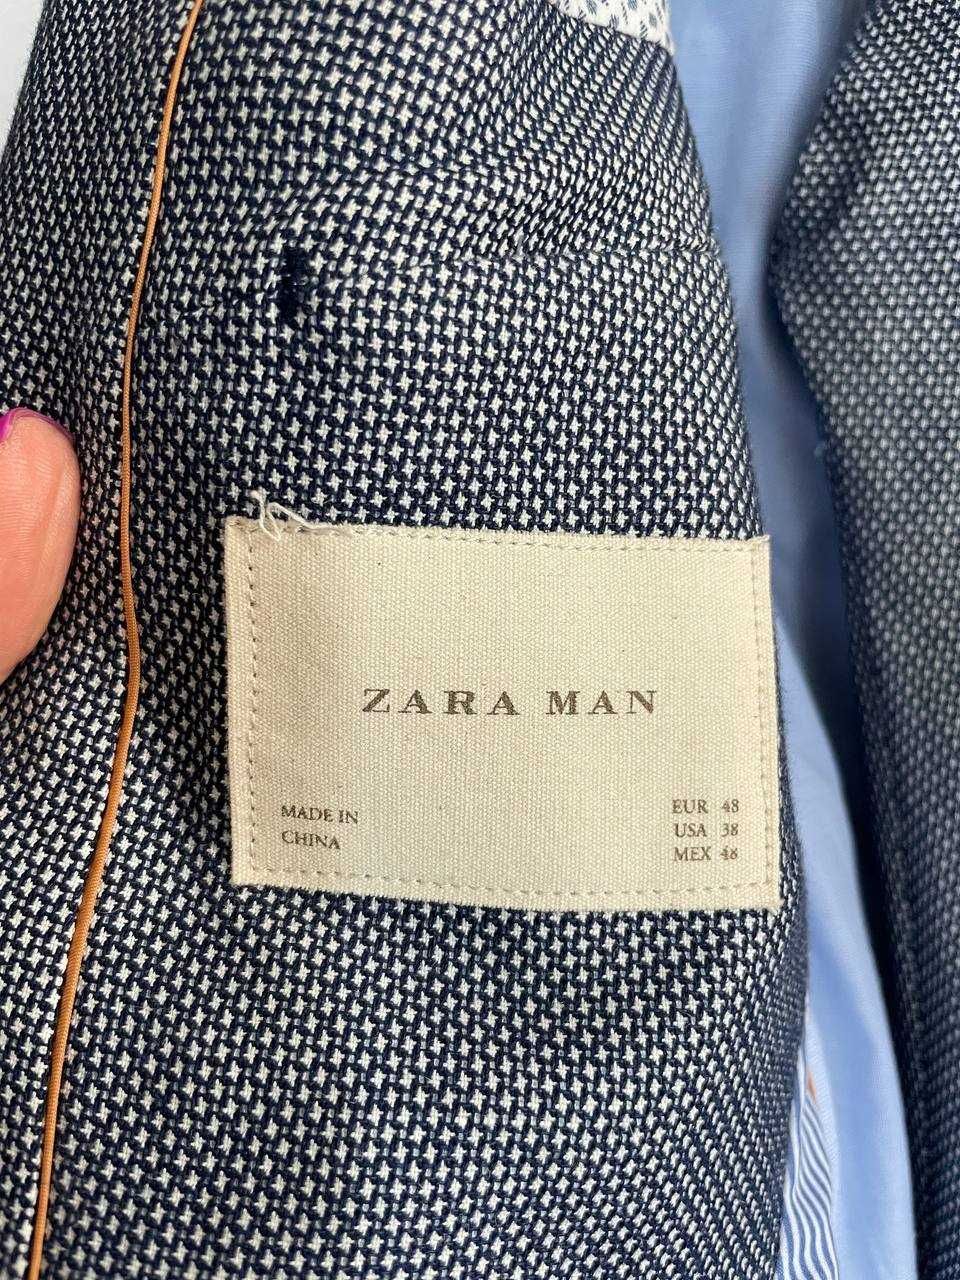 ZARA MAN
MADE IN
CHINA
EUR 48
USA 38
MEX 48